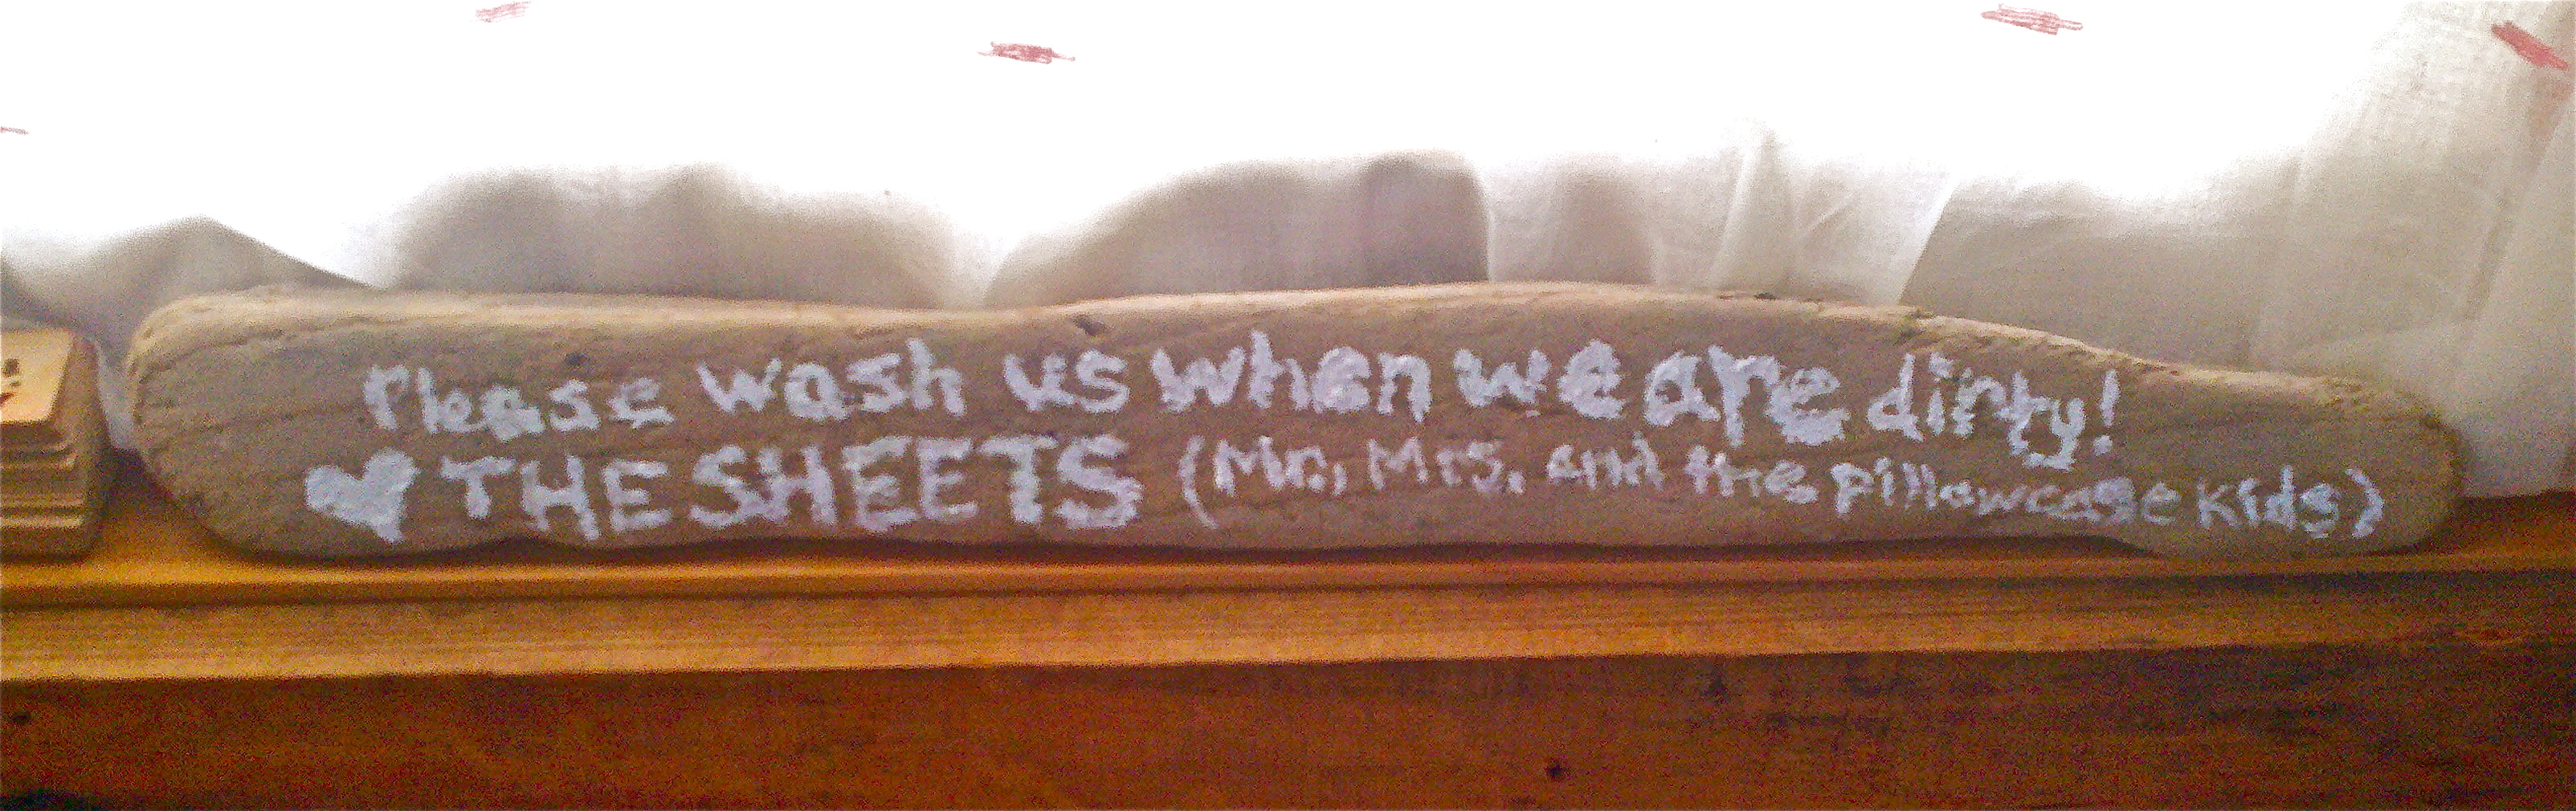 Please wash us when we are dirty!
♥ THE SHEETS (Mr., Mrs. and the pillowcase kids)